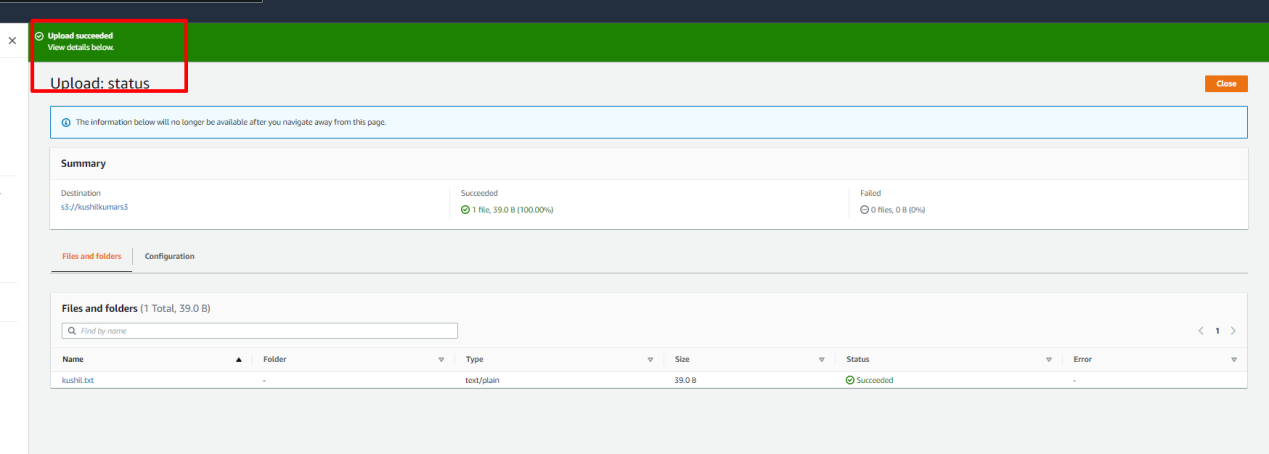 Upload succeeded
View details below.
Upload: status
Close
The information below will no longer be available after you navigate away from this page.
Summary
Destination
s3://kushilkumars3
Succeeded
1 file, 39.0 B (100.00%)
Failed
0 files, 0 B (0%)
Files and folders
Configuration
Files and folders (1 Total, 39.0 B)
Find by name
1
Name Folder Type Size Status Error
kushil.txt - text/plain 39.0 B Succeeded -